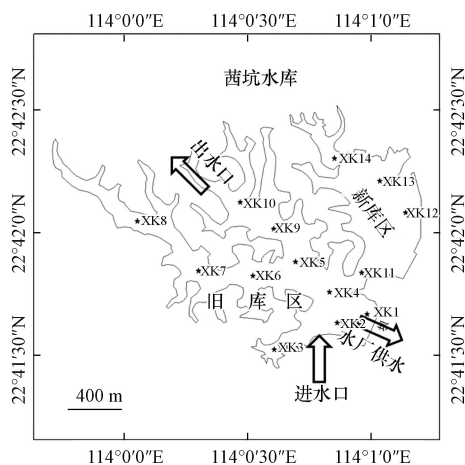 114°0′0″E 114°0′30″E 114°1′0″E
茜坑水库
22°42′30″N
22°42′30″N
出水口
XK14
XK13
新库区
XK10
XK12
XK8
XK9
22°42′0″N
22°42′0″N
XK5
XK7
XK6
XK11
XK4
旧库区
XK1
XK2
水厂供水
XK3
22°41′30″N
22°41′30″N
进水口
400 m
114°0′0″E 114°0′30″E 114°1′0″E